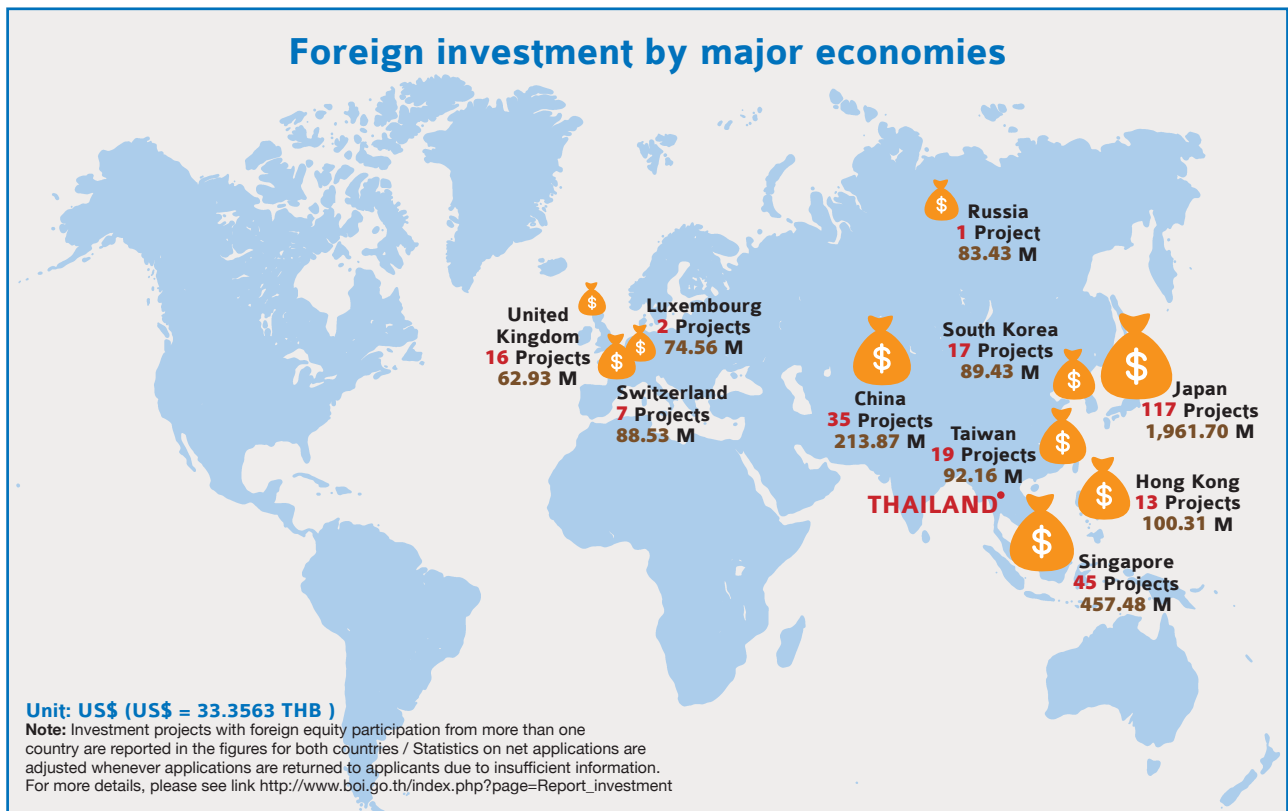 Foreign investment by major economies
Russia
1 Project
83.43 M
United
Kingdom
16 Projects
62.93 M
Luxembourg
2 Projects
74.56 M
Switzerland
7 Projects
88.53 M
China
35 Projects
213.87 M
South Korea
17 Projects
89.43 M
Japan
117 Projects
1,961.70 M
Taiwan
19 Projects
92.16 M
THAILAND
Hong Kong
13 Projects
100.31 M
Singapore
45 Projects
457.48 M
Unit: US$ (US$ = 33.3563 THB )
Note: Investment projects with foreign equity participation from more than one
country are reported in the figures for both countries / Statistics on net applications are
adjusted whenever applications are returned to applicants due to insufficient information.
For more details, please see link http://www.boi.go.th/index.php?page=Report_investment